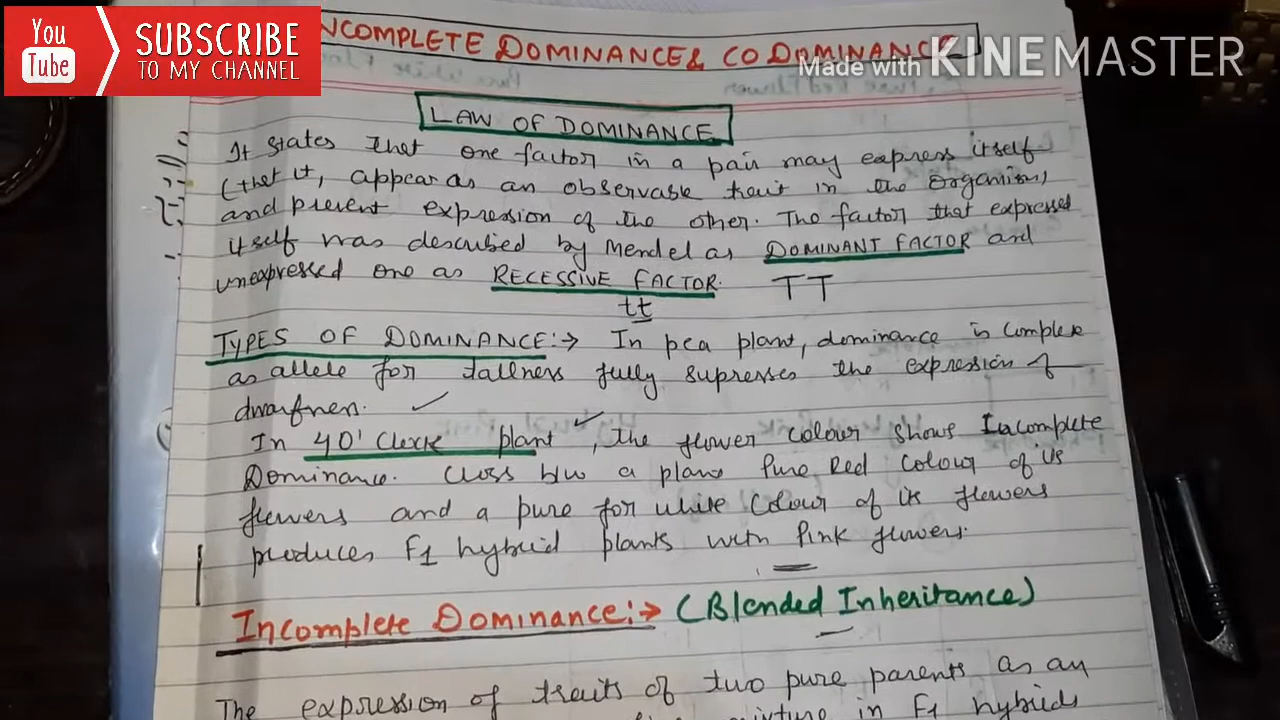 You Tube
SUBSCRIBE
TO MY CHANNEL
Made with KINEMASTER
INCOMPLETE DOMINANCE & CO DOMINANCE
LAW OF DOMINANCE
It states that one factor in a pair may express itself
(that it, appear as an observable trait in the organism)
and prevent expression of the other. The factor that expressed
itself was described by Mendel as DOMINANT FACTOR and
unexpressed one as RECESSIVE FACTOR. TT
tt
TYPES OF DOMINANCE:→ In pea plant, dominance is complete
as allele for tallness fully supresses the expression of
dwarfness.
In 4O'Clock plant, the flower colour shows Incomplete
Dominance. Cross b/w a plant Pure Red Colour of its
flowers and a pure for white Colour of its flowers
produces F1 hybrid plants with Pink flowers.
Incomplete Dominance:→ (Blended Inheritance)
The expression of traits of two pure parents as an
mixture in F1 hybrids